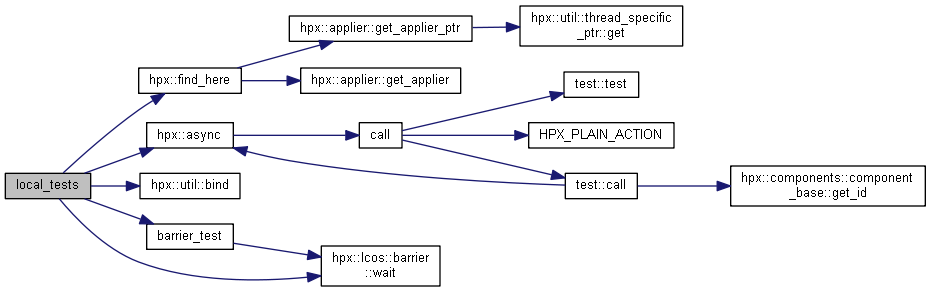 hpx::util::thread_specific
_ptr::get
hpx::applier::get_applier_ptr
hpx::find_here
hpx::applier::get_applier
test::test
hpx::async
call
HPX_PLAIN_ACTION
local_tests
hpx::util::bind
test::call
hpx::components::component
_base::get_id
barrier_test
hpx::lcos::barrier
::wait